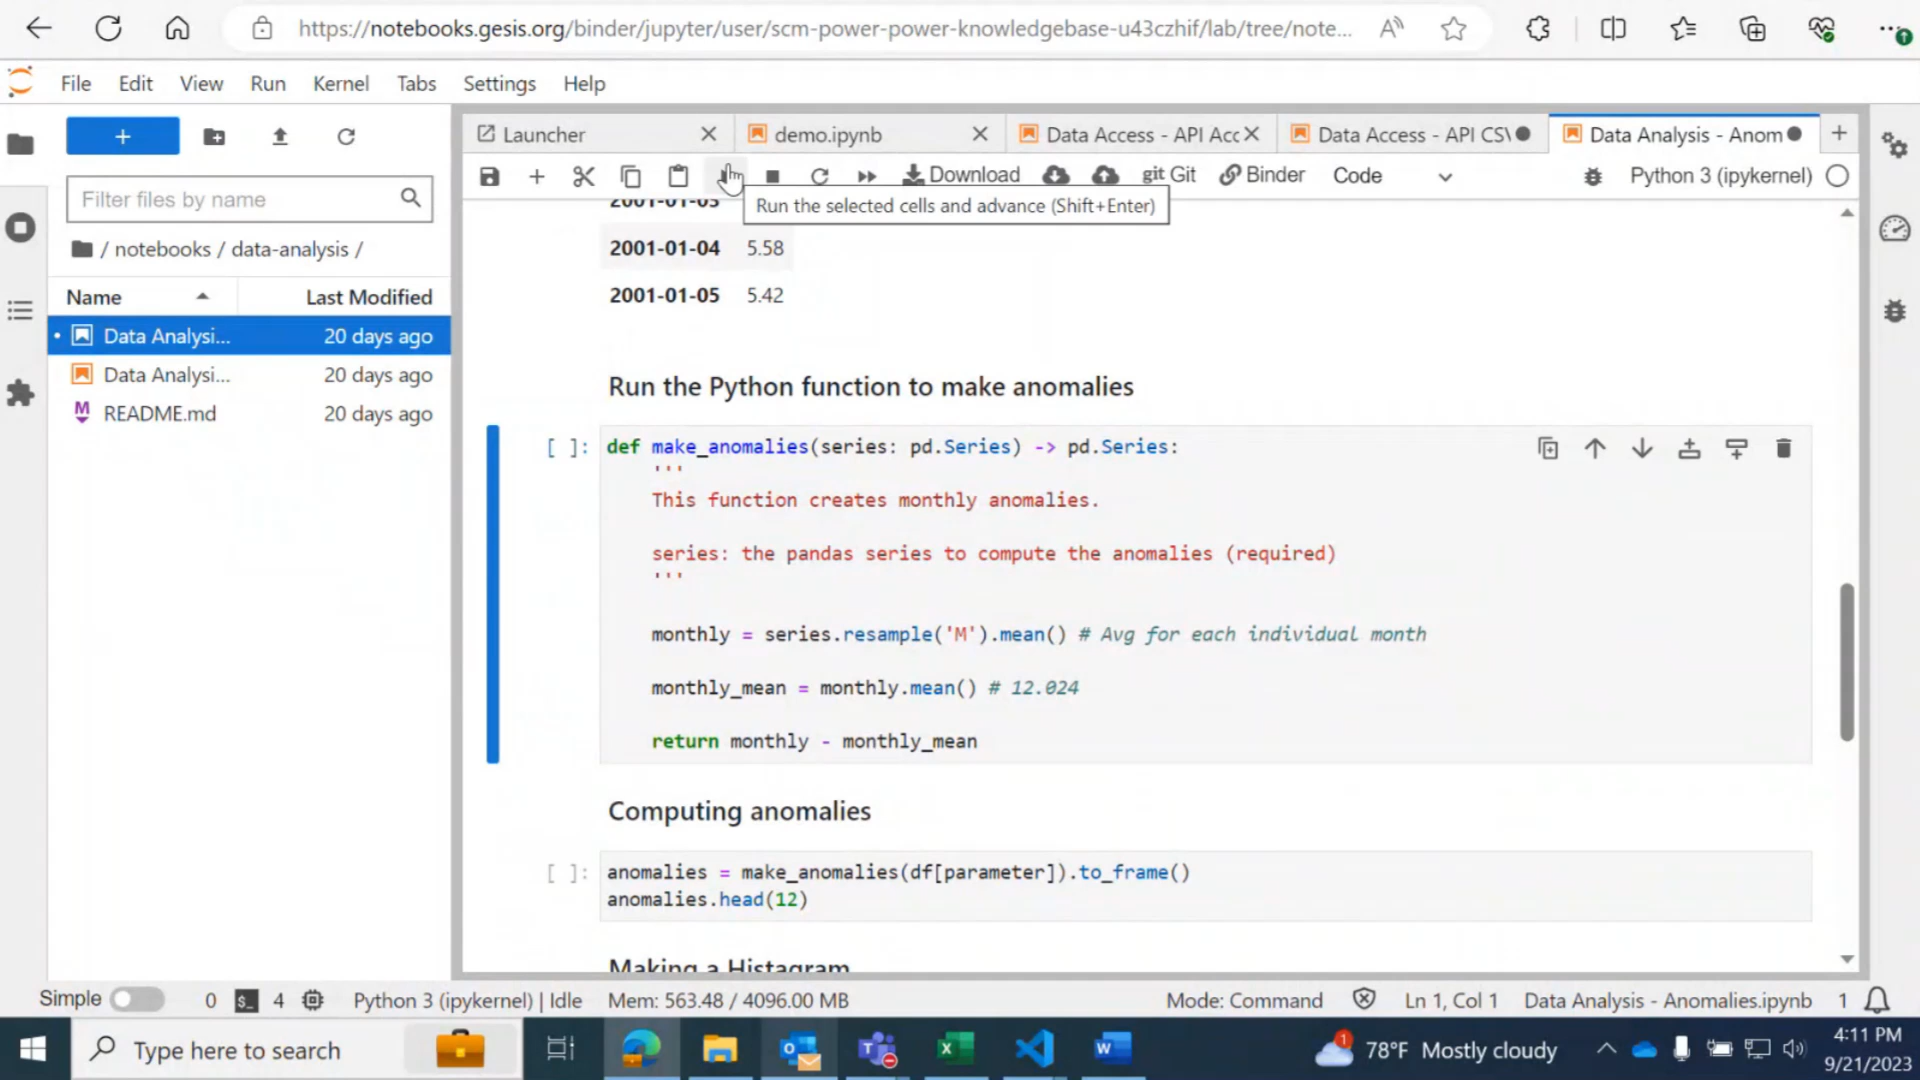 https://notebooks.gesis.org/binder/jupyter/user/scm-power-power-knowledgebase-u43czhif/lab/tree/note...
File Edit View Run Kernel Tabs Settings Help
Launcher
demo.ipynb
Data Access - API Acc
Data Access - API CSV
Data Analysis - Anom
Download
git Git
Binder
Code
Python 3 (ipykernel)
Run the selected cells and advance (Shift+Enter)
Filter files by name
/ notebooks / data-analysis /
Name Last Modified
Data Analysi... 20 days ago
Data Analysi... 20 days ago
README.md 20 days ago
2001-01-03
2001-01-04 5.58
2001-01-05 5.42
Run the Python function to make anomalies
[ ]: def make_anomalies(series: pd.Series) -> pd.Series:
'''
This function creates monthly anomalies.
series: the pandas series to compute the anomalies (required)
'''
monthly = series.resample('M').mean() # Avg for each individual month
monthly_mean = monthly.mean() # 12.024
return monthly - monthly_mean
Computing anomalies
[ ]: anomalies = make_anomalies(df[parameter]).to_frame()
anomalies.head(12)
Making a Histagram
Simple 0 $_ 4 Python 3 (ipykernel) | Idle Mem: 563.48 / 4096.00 MB Mode: Command Ln 1, Col 1 Data Analysis - Anomalies.ipynb 1
Type here to search
1 78°F Mostly cloudy
4:11 PM
9/21/2023